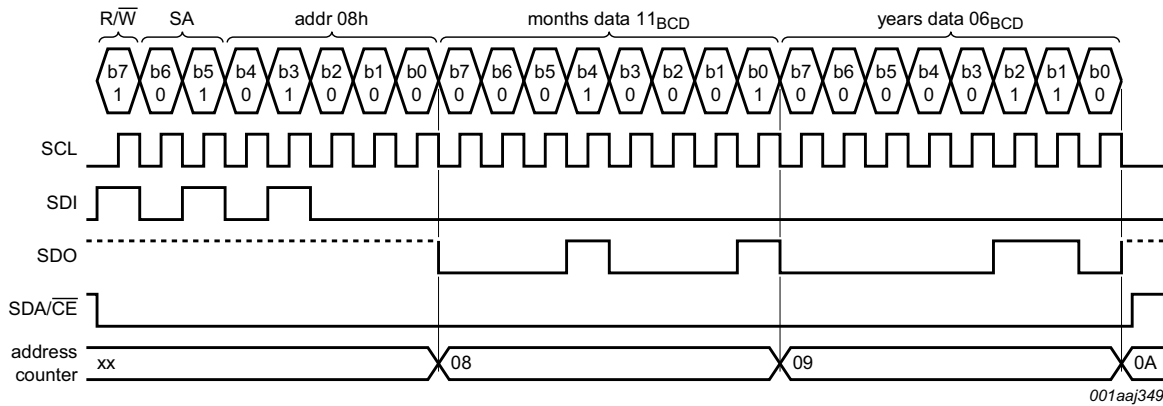 R/W SA addr 08h months data 11BCD years data 06BCD
b7 b6 b5 b4 b3 b2 b1 b0 b7 b6 b5 b4 b3 b2 b1 b0 b7 b6 b5 b4 b3 b2 b1 b0
1 0 1 0 1 0 0 0 0 0 0 1 0 0 0 1 0 0 0 0 0 1 1 0
SCL
SDI
SDO
SDA/CE
address
counter
xx 08 09 0A
001aaj349